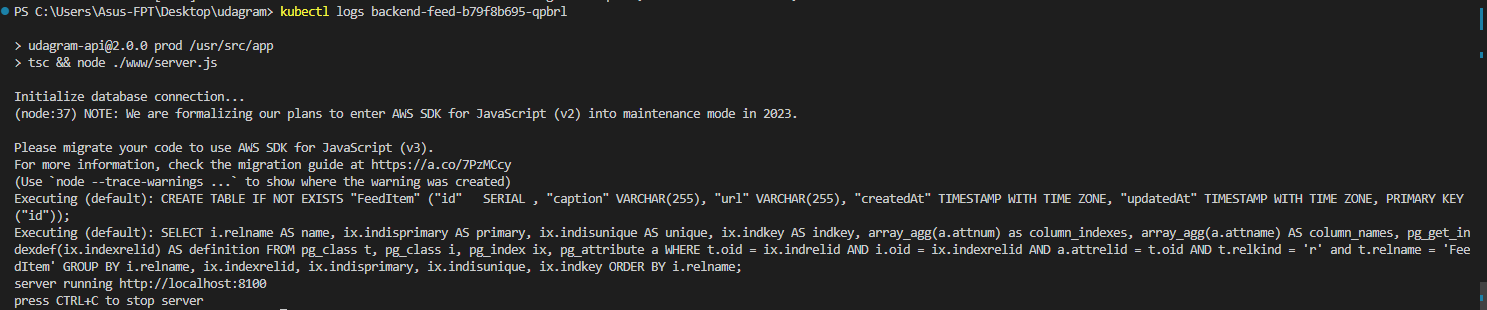 PS C:\Users\Asus-FPT\Desktop\udagram> kubectl logs backend-feed-b79f8b695-qpbrl
> udagram-api@2.0.0 prod /usr/src/app
> tsc && node ./www/server.js
Initialize database connection...
(node:37) NOTE: We are formalizing our plans to enter AWS SDK for JavaScript (v2) into maintenance mode in 2023.
Please migrate your code to use AWS SDK for JavaScript (v3).
For more information, check the migration guide at https://a.co/7PzMCcy
(Use `node --trace-warnings ...` to show where the warning was created)
Executing (default): CREATE TABLE IF NOT EXISTS "FeedItem" ("id"   SERIAL , "caption" VARCHAR(255), "url" VARCHAR(255), "createdAt" TIMESTAMP WITH TIME ZONE, "updatedAt" TIMESTAMP WITH TIME ZONE, PRIMARY KEY
("id"));
Executing (default): SELECT i.relname AS name, ix.indisprimary AS primary, ix.indisunique AS unique, ix.indkey AS indkey, array_agg(a.attnum) as column_indexes, array_agg(a.attname) AS column_names, pg_get_in
dexdef(ix.indexrelid) AS definition FROM pg_class t, pg_class i, pg_index ix, pg_attribute a WHERE t.oid = ix.indrelid AND i.oid = ix.indexrelid AND a.attrelid = t.oid AND t.relkind = 'r' and t.relname = 'Fee
dItem' GROUP BY i.relname, ix.indexrelid, ix.indisprimary, ix.indisunique, ix.indkey ORDER BY i.relname;
server running http://localhost:8100
press CTRL+C to stop server